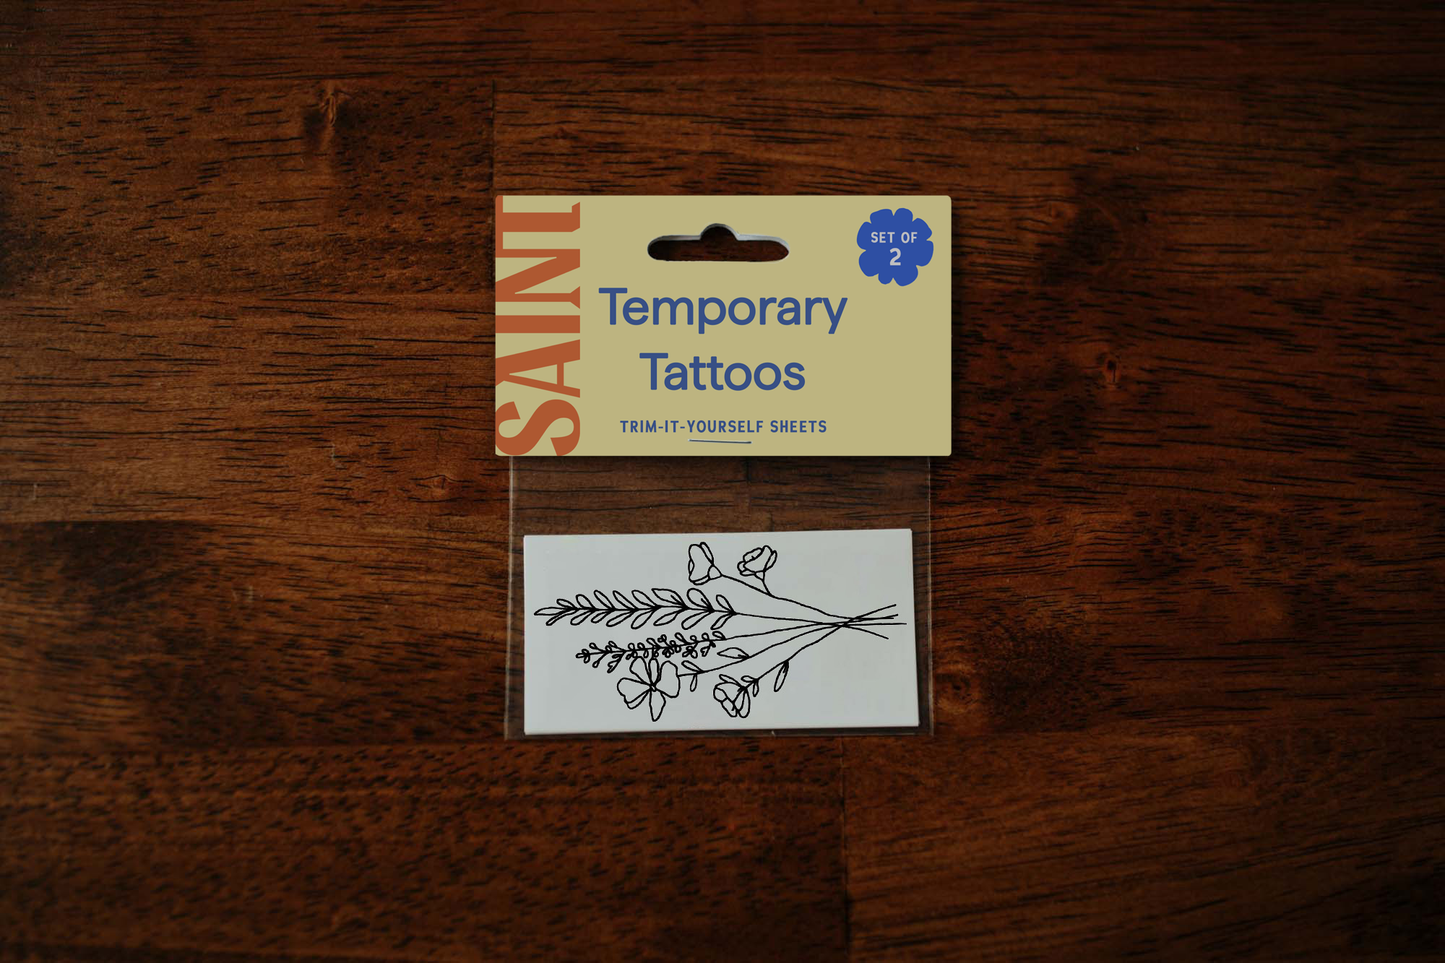 SAINT
SET OF
2
Temporary
Tattoos
TRIM-IT-YOURSELF SHEETS